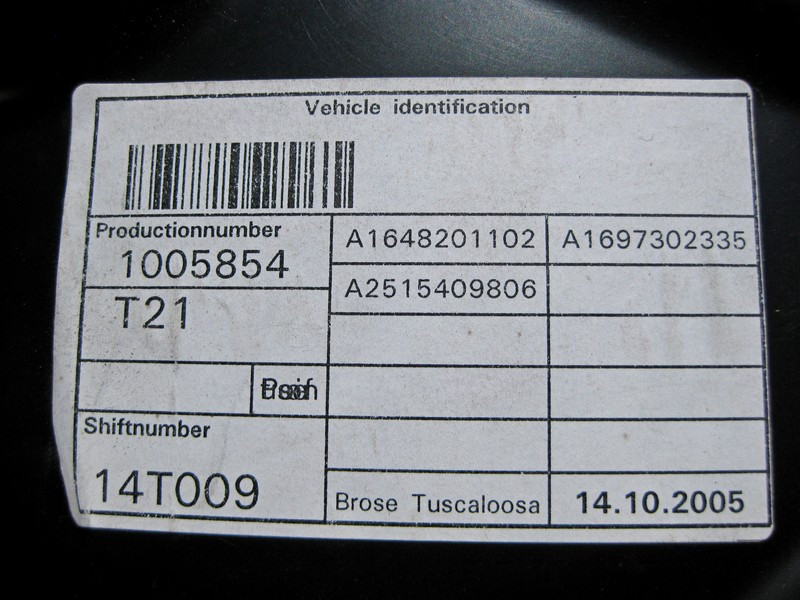 Vehicle identification
Productionnumber
1005854
A1648201102
A1697302335
A2515409806
T21
Shiftnumber
14T009
Brose Tuscaloosa
14.10.2005